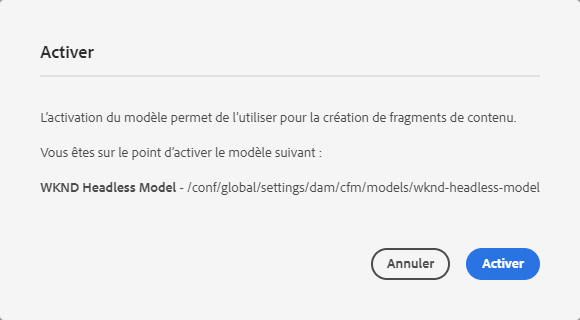 Activer
L’activation du modèle permet de l’utiliser pour la création de fragments de contenu.
Vous êtes sur le point d’activer le modèle suivant :
WKND Headless Model - /conf/global/settings/dam/cfm/models/wknd-headless-model
Annuler
Activer